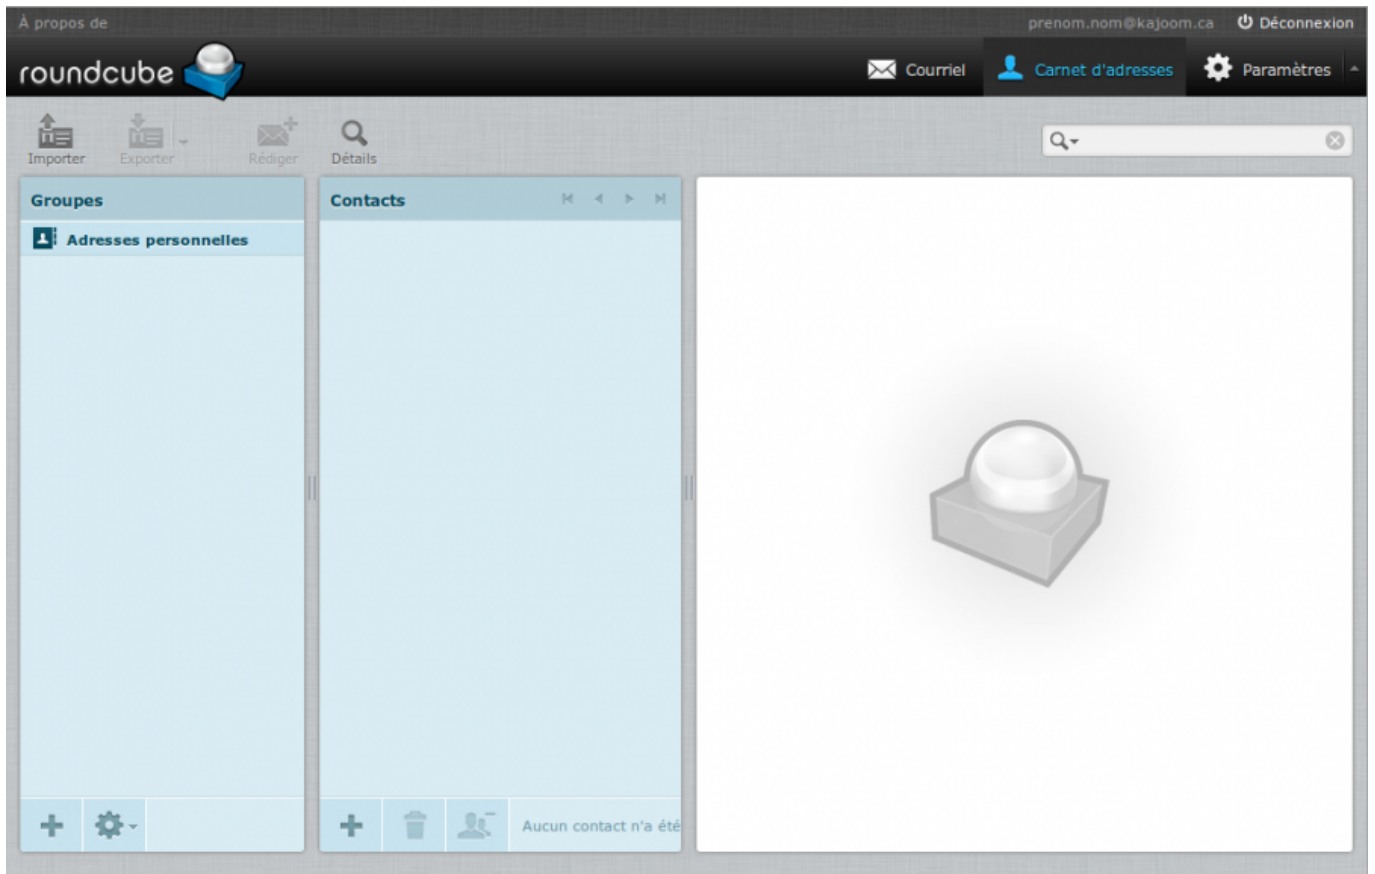 À propos de
prenom.nom@kajoom.ca Déconnexion
roundcube
Courriel Carnet d'adresses Paramètres
Importer Exporter Rédiger Détails
Groupes
Adresses personnelles
Contacts
Aucun contact n'a été